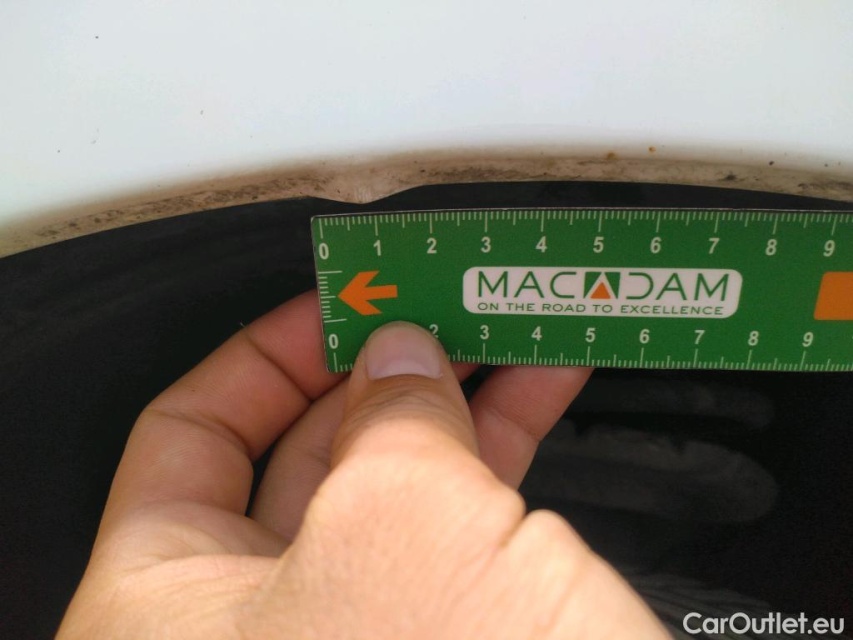 0 1 2 3 4 5 6 7 8 9
MACADAM
ON THE ROAD TO EXCELLENCE
0 2 3 4 5 6 7 8 9
CarOutlet.eu